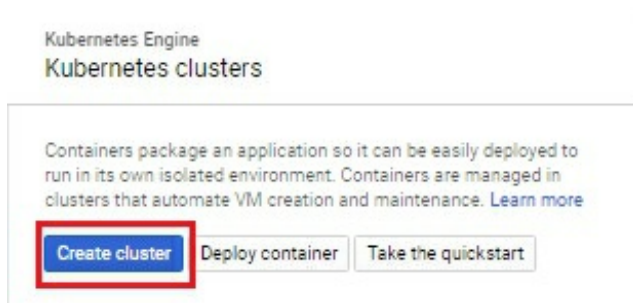 Kubernetes Engine
Kubernetes clusters
Containers package an application so it can be easily deployed to
run in its own isolated environment. Containers are managed in
clusters that automate VM creation and maintenance. Learn more
Create cluster Deploy container Take the quickstart